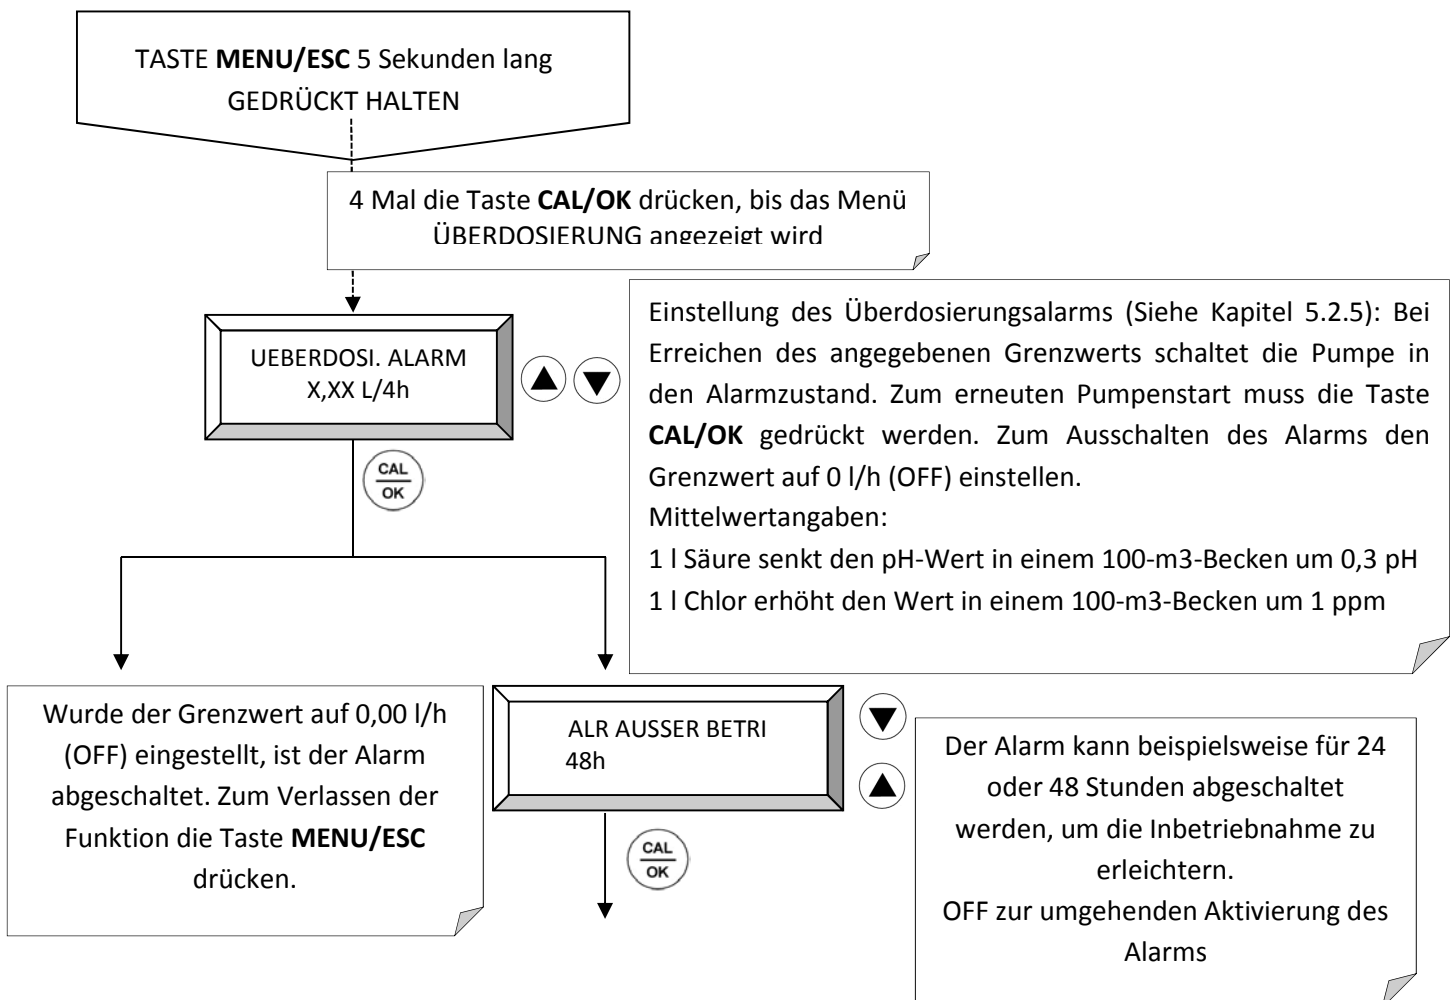 TASTE MENU/ESC 5 Sekunden lang
GEDRÜCKT HALTEN
4 Mal die Taste CAL/OK drücken, bis das Menü
ÜBERDOSIERUNG angezeigt wird
UEBERDOSI. ALARM
X,XX L/4h
Einstellung des Überdosierungsalarms (Siehe Kapitel 5.2.5): Bei
Erreichen des angegebenen Grenzwerts schaltet die Pumpe in
den Alarmzustand. Zum erneuten Pumpenstart muss die Taste
CAL/OK gedrückt werden. Zum Ausschalten des Alarms den
Grenzwert auf 0 l/h (OFF) einstellen.
Mittelwertangaben:
1 l Säure senkt den pH-Wert in einem 100-m3-Becken um 0,3 pH
1 l Chlor erhöht den Wert in einem 100-m3-Becken um 1 ppm
CAL
OK
Wurde der Grenzwert auf 0,00 l/h
(OFF) eingestellt, ist der Alarm
abgeschaltet. Zum Verlassen der
Funktion die Taste MENU/ESC
drücken.
ALR AUSSER BETRI
48h
Der Alarm kann beispielsweise für 24
oder 48 Stunden abgeschaltet
werden, um die Inbetriebnahme zu
erleichtern.
OFF zur umgehenden Aktivierung des
Alarms
CAL
OK